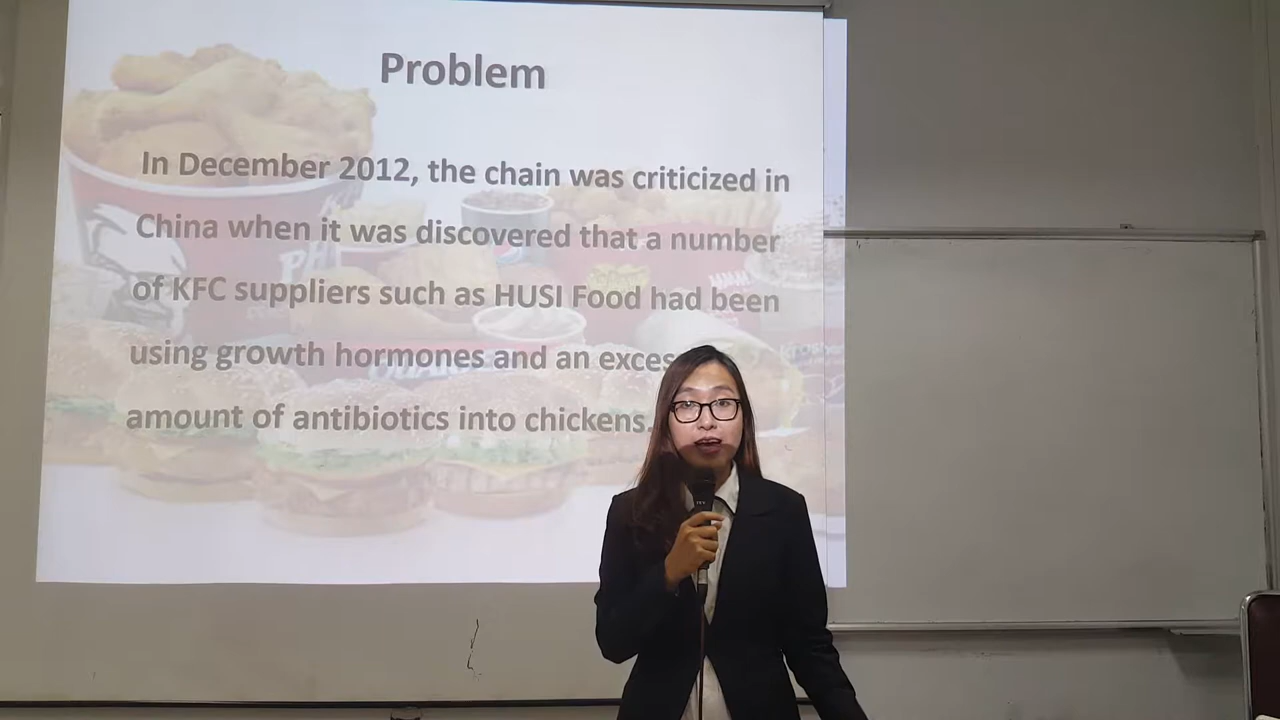 Problem
In December 2012, the chain was criticized in
China when it was discovered that a number
of KFC suppliers such as HUSI Food had been
using growth hormones and an exces
amount of antibiotics into chickens.